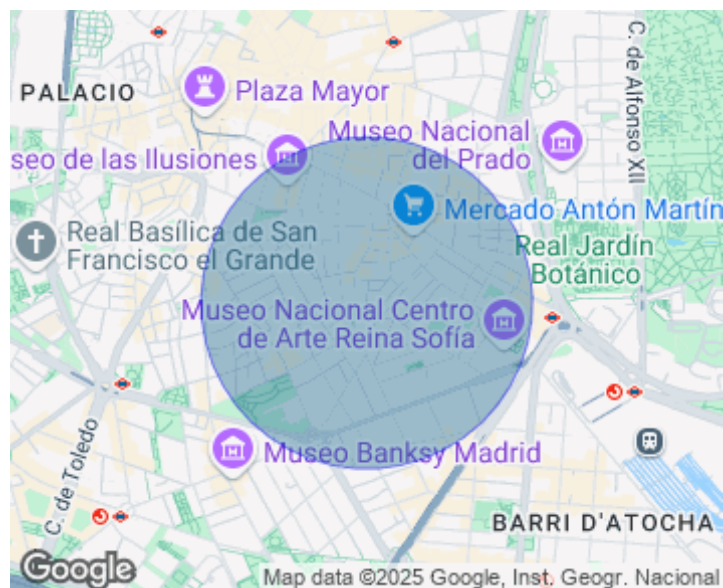 PALACIO
Plaza Mayor
C. de Alfonso XII
Museo Nacional
del Prado
seo de las Ilusiones
Mercado Antón Martín
Real Basílica de San
Francisco el Grande
Real Jardín
Botánico
Museo Nacional Centro
de Arte Reina Sofía
C. de Toledo
Museo Banksy Madrid
BARRI D'ATOCHA
Google
Map data ©2025 Google, Inst. Geogr. Nacional